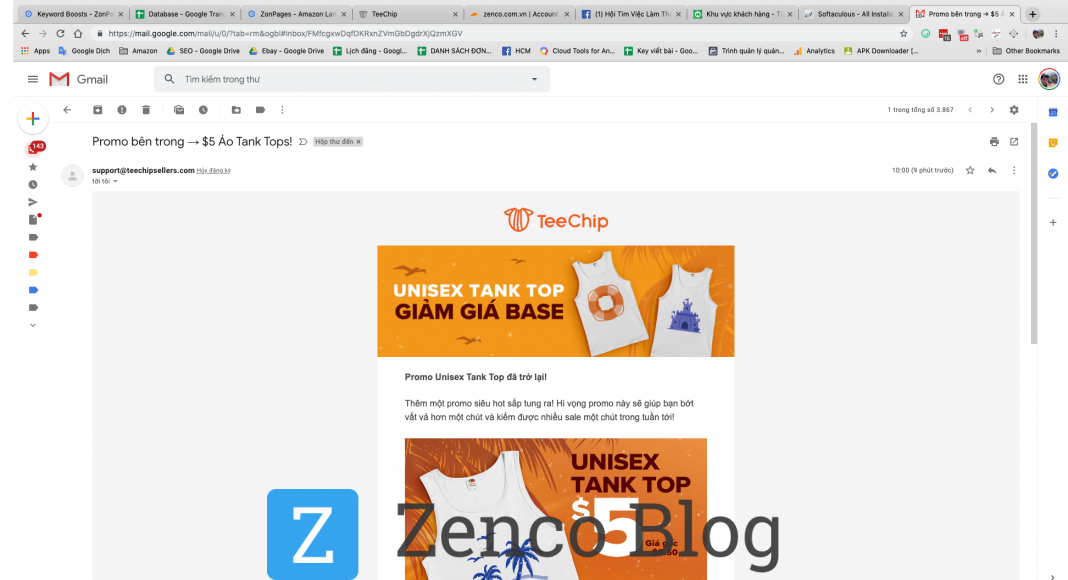 Keyword Boosts - ZonPa
Database - Google Trang
ZonPages - Amazon Lan
TeeChip
zenco.com.vn | Account
(1) Hội Tìm Việc Làm Thê
Khu vực khách hàng - Ti
Softaculous - All Installe
Promo bên trong → $5 Á
https://mail.google.com/mail/u/0/?tab=rm&ogbl#inbox/FMfcgxwDqfDKRxnZVmGbDgdrXjQzmXGV
Apps
Google Dịch
Amazon
SEO - Google Drive
Ebay - Google Drive
Lịch đăng - Googl...
DANH SÁCH ĐƠN...
HCM
Cloud Tools for An...
Key viết bài - Goo...
Trình quản lý quản...
Analytics
APK Downloader [...
Other Bookmarks
Gmail
Tìm kiếm trong thư
1 trong tổng số 3.867
Promo bên trong → $5 Áo Tank Tops!
Hộp thư đến x
143
support@teechipsellers.com Hủy đăng ký
10:00 (9 phút trước)
tới tôi
TeeChip
UNISEX TANK TOP
GIẢM GIÁ BASE
Promo Unisex Tank Top đã trở lại!
Thêm một promo siêu hot sắp tung ra! Hi vọng promo này sẽ giúp bạn bớt
vất vả hơn một chút và kiếm được nhiều sale một chút trong tuần tới!
UNISEX
TANK TOP
$5
Giá gốc
Z Zenco Blog